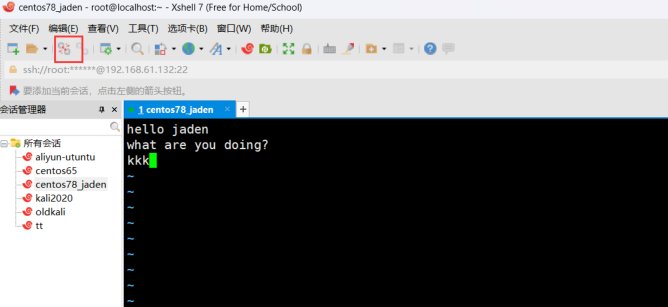 centos78_jaden - root@localhost:~ - Xshell 7 (Free for Home/School)
文件(F) 编辑(E) 查看(V) 工具(T) 选项卡(B) 窗口(W) 帮助(H)
ssh://root:******@192.168.61.132:22
要添加当前会话，点击左侧的箭头按钮。
会话管理器
1 centos78_jaden × +
所有会话
aliyun-utuntu
centos65
centos78_jaden
kali2020
oldkali
tt
hello jaden
what are you doing?
kkk
~
~
~
~
~
~
~
~
~